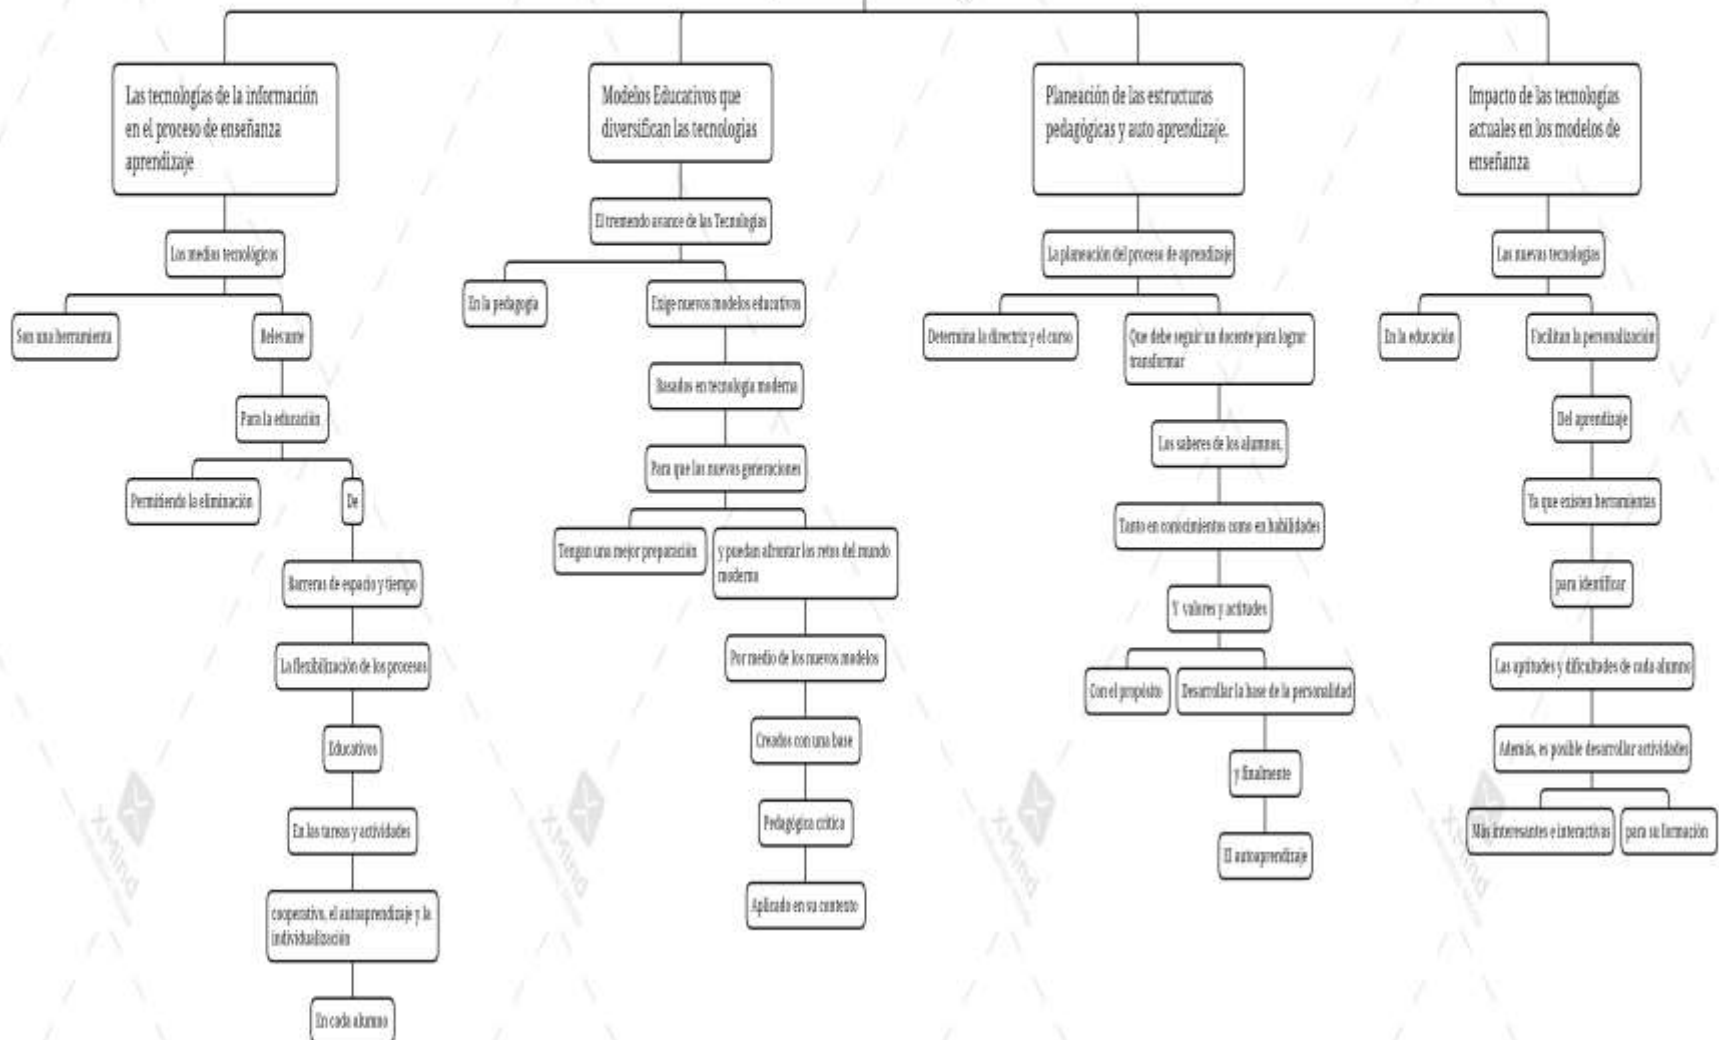 Las tecnologías de la información
en el proceso de enseñanza
aprendizaje
Los medios tecnológicos
Son una herramienta
Relevante
Para la educación
Permitiendo la eliminación
De
Barreras de espacio y tiempo
La flexibilización de los procesos
Educativos
En las tareas y actividades
cooperativo, el autoaprendizaje y la
individualización
En cada alumno
Modelos Educativos que
diversifican las tecnologías
El tremendo avance de las Tecnologías
En la pedagogía
Exige nuevos modelos educativos
Basados en tecnología moderna
Para que las nuevas generaciones
Tengan una mejor preparación
y puedan afrontar los retos del mundo
moderno
Por medio de los nuevos modelos
Creados con una base
Pedagógica crítica
Aplicado en su contexto
Planeación de las estructuras
pedagógicas y auto aprendizaje.
La planeación del proceso de aprendizaje
Determina la directriz y el curso
Que debe seguir un docente para lograr
transformar
Los saberes de los alumnos,
Tanto en conocimientos como en habilidades
Y valores y actitudes
Con el propósito
Desarrollar la base de la personalidad
y finalmente
El autoaprendizaje
Impacto de las tecnologías
actuales en los modelos de
enseñanza
Las nuevas tecnologías
En la educación
Facilitan la personalización
Del aprendizaje
Ya que existen herramientas
para identificar
Las aptitudes y dificultades de cada alumno
Además, es posible desarrollar actividades
Más interesantes e interactivas
para su formación
XMind
XMind
XMind
XMind